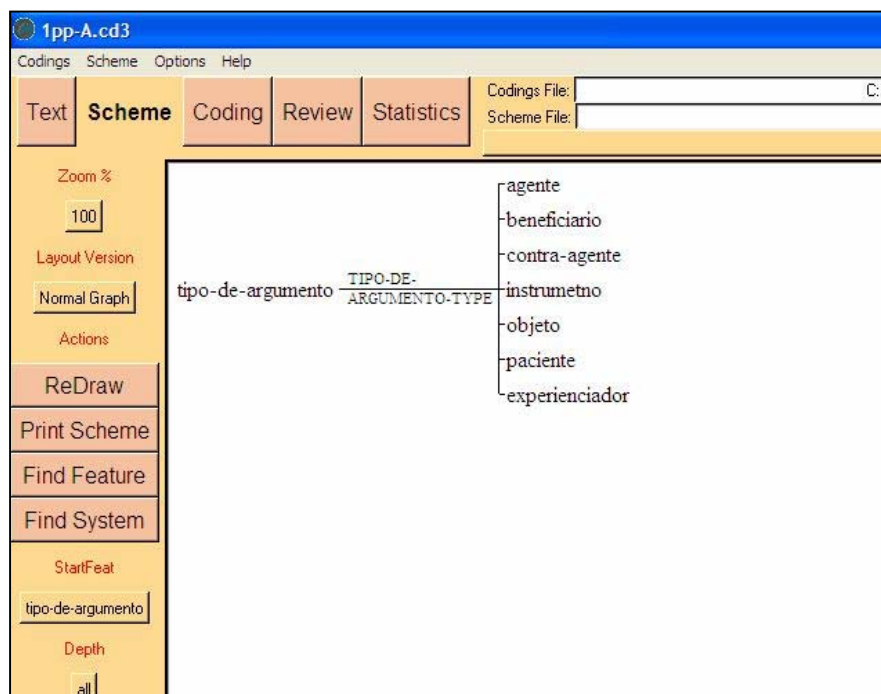 1pp-A.cd3
Codings Scheme Options Help
Text Scheme Coding Review Statistics
Codings File: C:
Scheme File:
Zoom %
100
Layout Version
Normal Graph
Actions
ReDraw
Print Scheme
Find Feature
Find System
StartFeat
tipo-de-argumento
Depth
all
tipo-de-argumento
TIPO-DE-
ARGUMENTO-TYPE
agente
beneficiario
contra-agente
instrumetno
objeto
paciente
experienciador